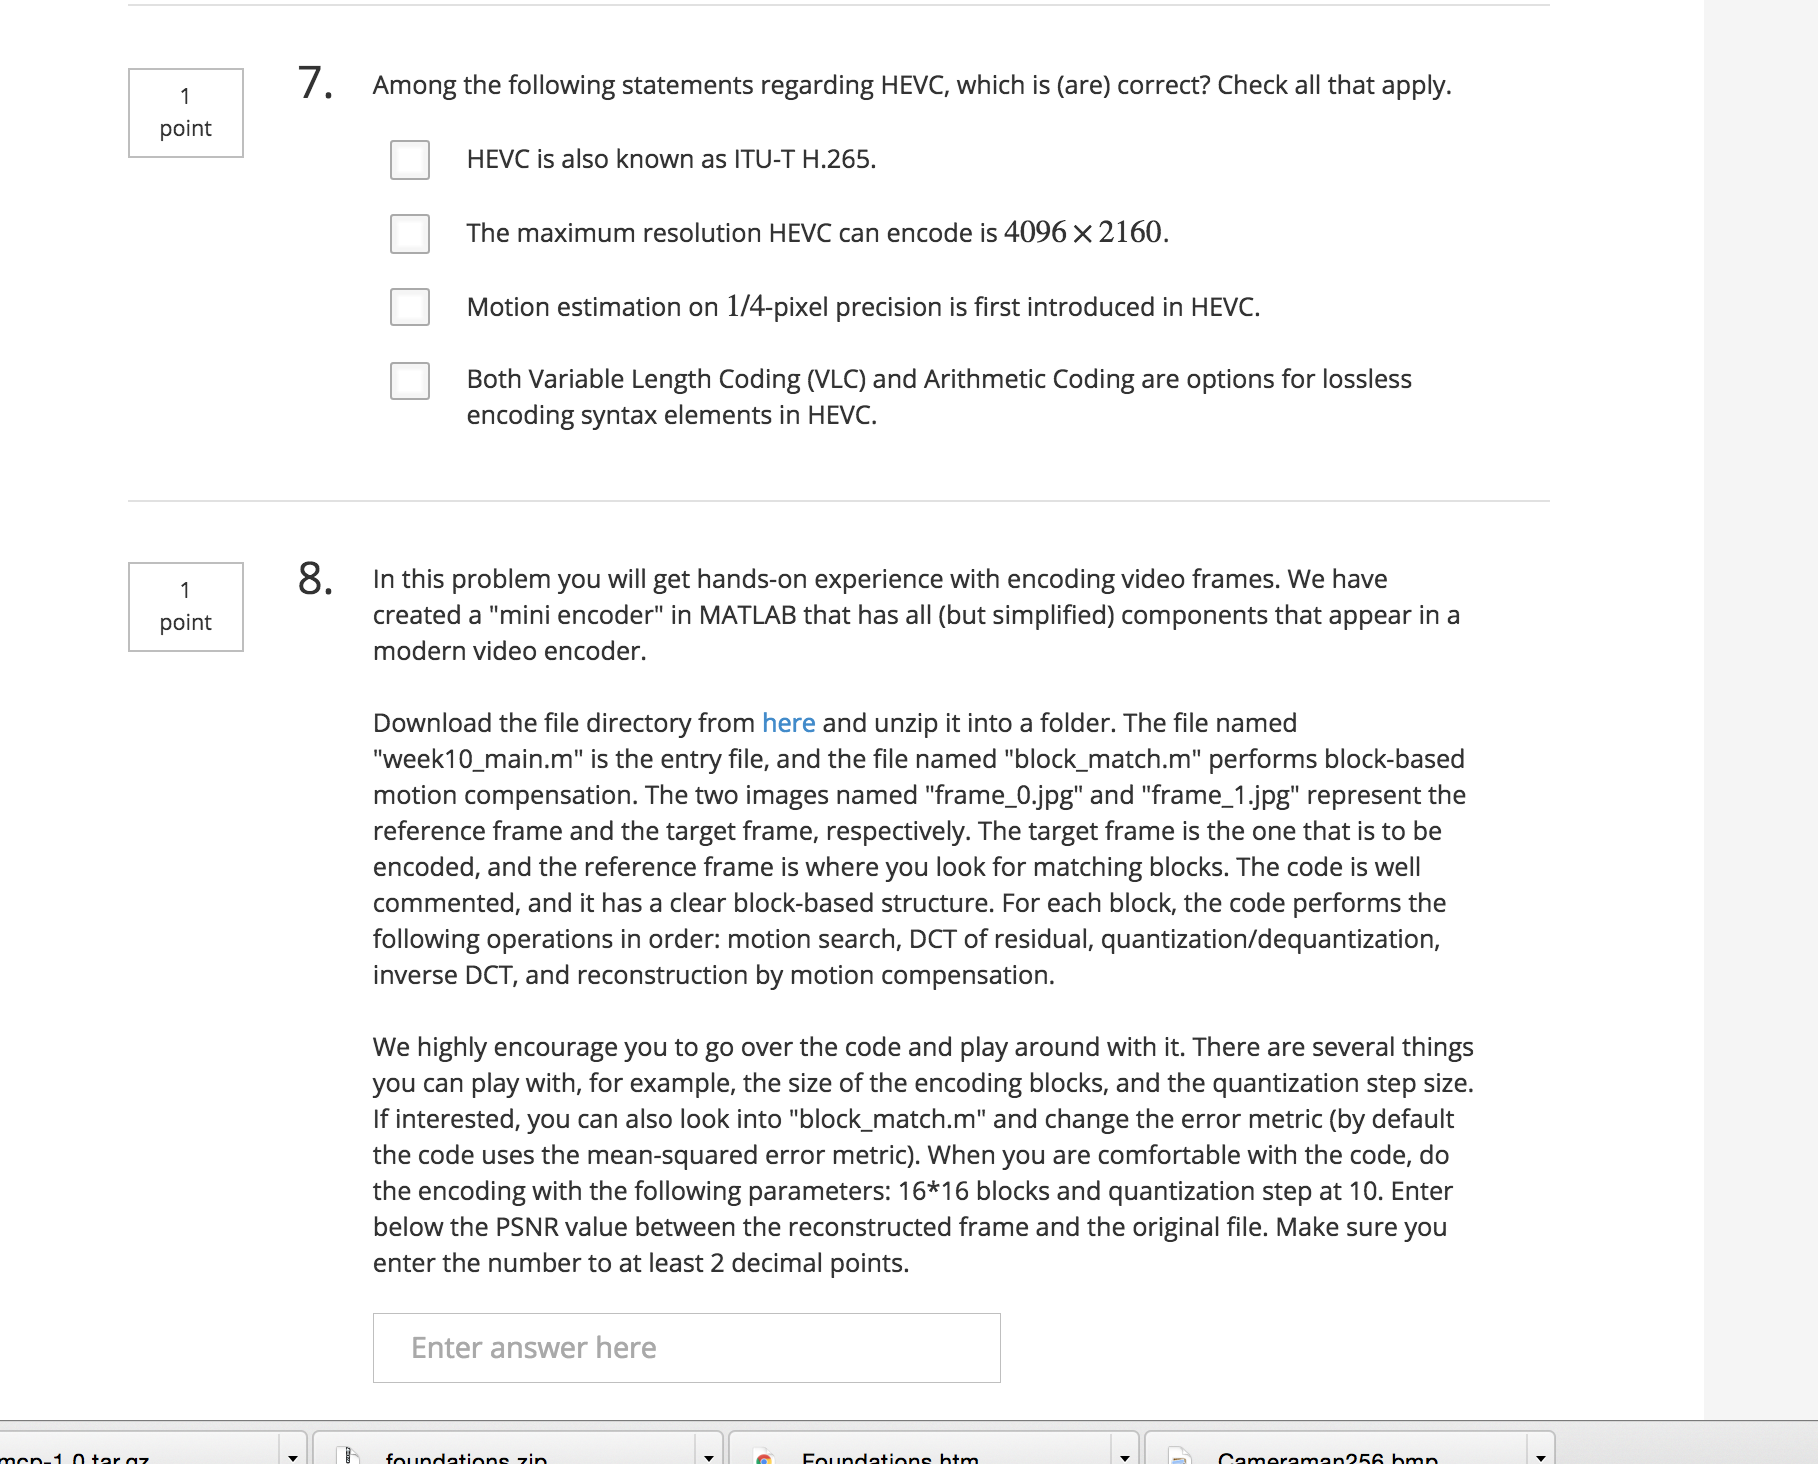 1
point
7.
Among the following statements regarding HEVC, which is (are) correct? Check all that apply.
HEVC is also known as ITU-T H.265.
The maximum resolution HEVC can encode is 4096 × 2160.
Motion estimation on 1/4-pixel precision is first introduced in HEVC.
Both Variable Length Coding (VLC) and Arithmetic Coding are options for lossless
encoding syntax elements in HEVC.
1
point
8.
In this problem you will get hands-on experience with encoding video frames. We have
created a "mini encoder" in MATLAB that has all (but simplified) components that appear in a
modern video encoder.
Download the file directory from here and unzip it into a folder. The file named
"week10_main.m" is the entry file, and the file named "block_match.m" performs block-based
motion compensation. The two images named "frame_0.jpg" and "frame_1.jpg" represent the
reference frame and the target frame, respectively. The target frame is the one that is to be
encoded, and the reference frame is where you look for matching blocks. The code is well
commented, and it has a clear block-based structure. For each block, the code performs the
following operations in order: motion search, DCT of residual, quantization/dequantization,
inverse DCT, and reconstruction by motion compensation.
We highly encourage you to go over the code and play around with it. There are several things
you can play with, for example, the size of the encoding blocks, and the quantization step size.
If interested, you can also look into "block_match.m" and change the error metric (by default
the code uses the mean-squared error metric). When you are comfortable with the code, do
the encoding with the following parameters: 16*16 blocks and quantization step at 10. Enter
below the PSNR value between the reconstructed frame and the original file. Make sure you
enter the number to at least 2 decimal points.
Enter answer here
mcp-1.0.tar.gz foundations.zip Foundations.htm Cameraman256.bmp